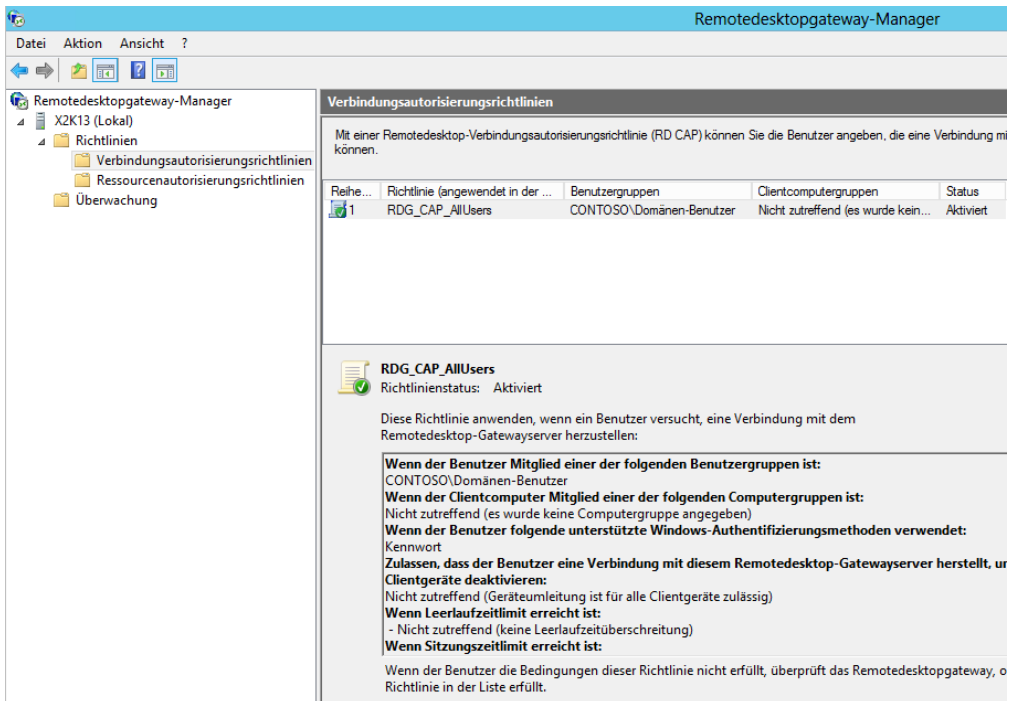 Remotedesktopgateway-Manager
Datei Aktion Ansicht ?
Remotedesktopgateway-Manager
X2K13 (Lokal)
Richtlinien
Verbindungsautorisierungsrichtlinien
Ressourcenautorisierungsrichtlinien
Überwachung
Verbindungsautorisierungsrichtlinien
Mit einer Remotedesktop-Verbindungsautorisierungsrichtlinie (RD CAP) können Sie die Benutzer angeben, die eine Verbindung mi
können.
Reihe... Richtlinie (angewendet in der ... Benutzergruppen Clientcomputergruppen Status
1 RDG_CAP_AllUsers CONTOSO\Domänen-Benutzer Nicht zutreffend (es wurde kein... Aktiviert
RDG_CAP_AllUsers
Richtlinienstatus: Aktiviert
Diese Richtlinie anwenden, wenn ein Benutzer versucht, eine Verbindung mit dem
Remotedesktop-Gatewayserver herzustellen:
Wenn der Benutzer Mitglied einer der folgenden Benutzergruppen ist:
CONTOSO\Domänen-Benutzer
Wenn der Clientcomputer Mitglied einer der folgenden Computergruppen ist:
Nicht zutreffend (es wurde keine Computergruppe angegeben)
Wenn der Benutzer folgende unterstützte Windows-Authentifizierungsmethoden verwendet:
Kennwort
Zulassen, dass der Benutzer eine Verbindung mit diesem Remotedesktop-Gatewayserver herstellt, ur
Clientgeräte deaktivieren:
Nicht zutreffend (Geräteumleitung ist für alle Clientgeräte zulässig)
Wenn Leerlaufzeitlimit erreicht ist:
- Nicht zutreffend (keine Leerlaufzeitüberschreitung)
Wenn Sitzungszeitlimit erreicht ist:
Wenn der Benutzer die Bedingungen dieser Richtlinie nicht erfüllt, überprüft das Remotedesktopgateway, o
Richtlinie in der Liste erfüllt.